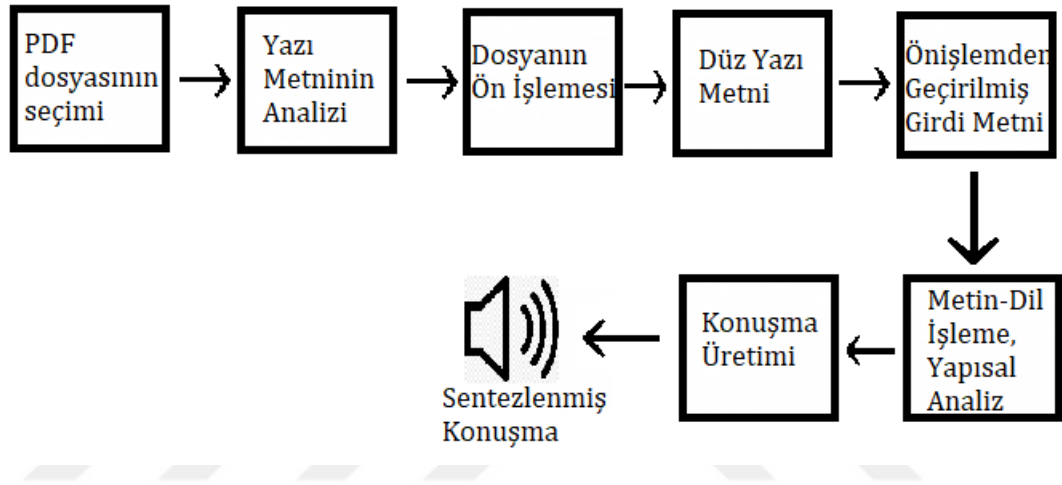 PDF
dosyasının
seçimi
Yazı
Metninin
Analizi
Dosyanın
Ön İşlemesi
Düz Yazı
Metni
Önişlemden
Geçirilmiş
Girdi Metni
Metin-Dil
İşleme,
Yapısal
Analiz
Konuşma
Üretimi
Sentezlenmiş
Konuşma